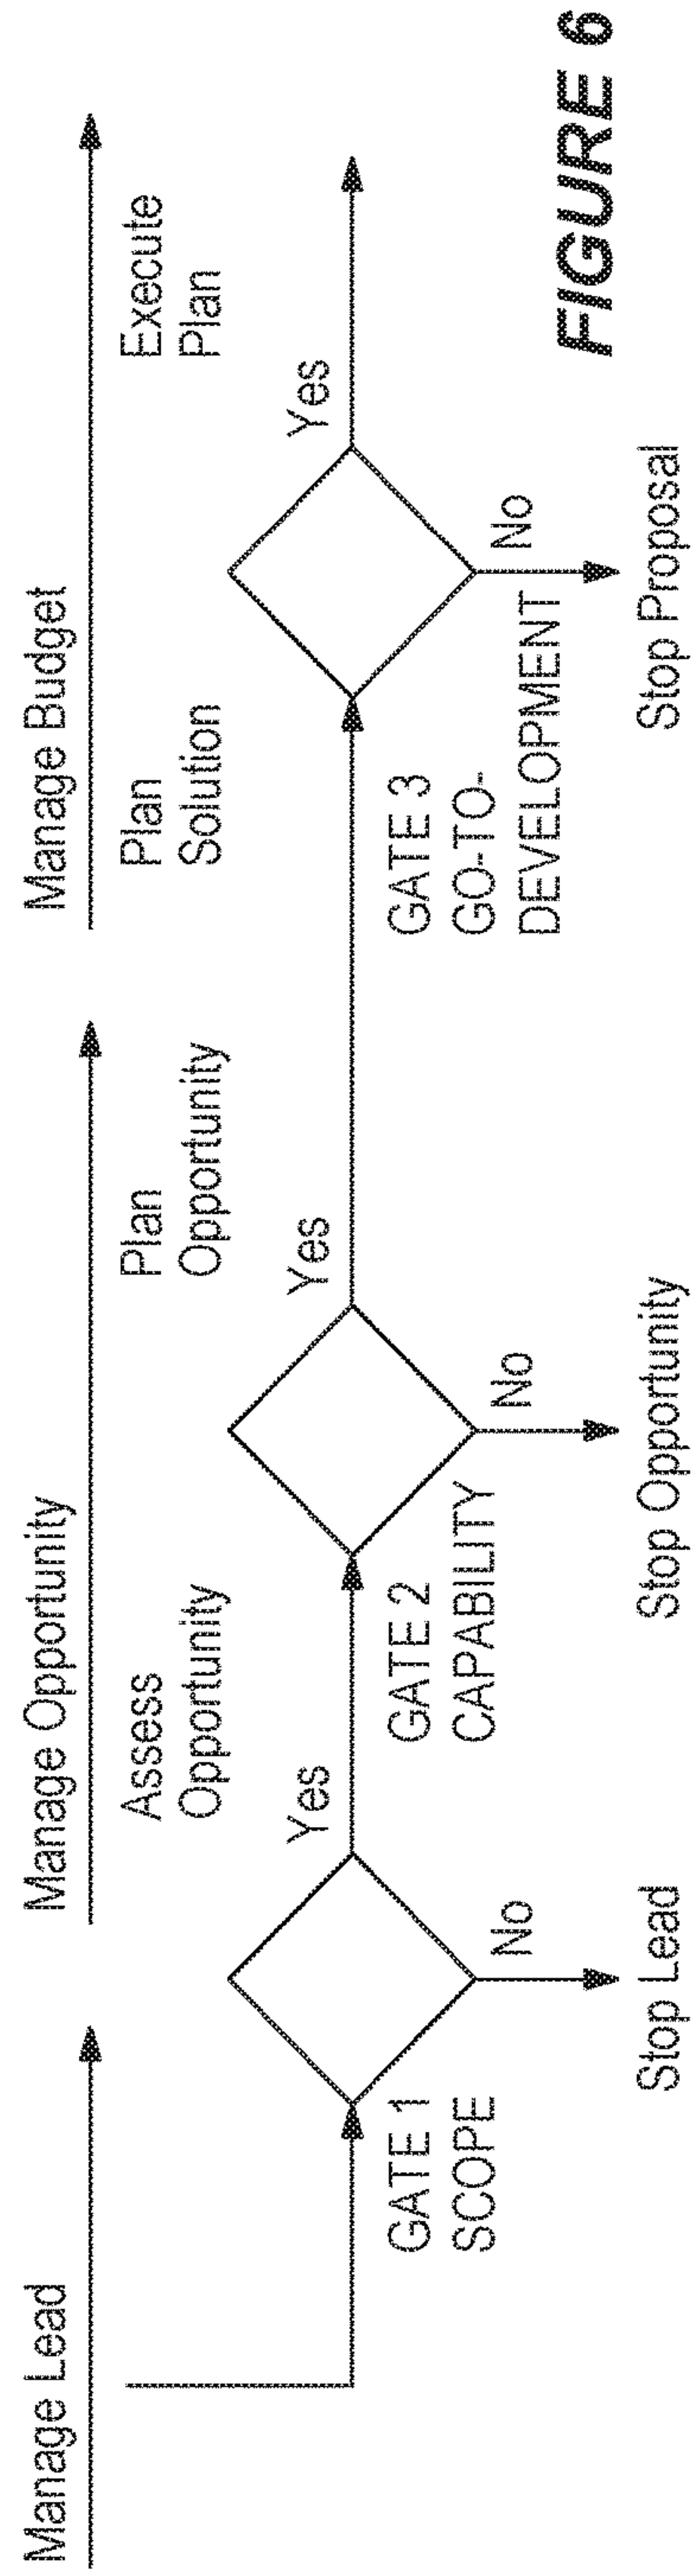 Manage Lead
Manage Opportunity
Manage Budget
Assess
Opportunity
Plan
Opportunity
Plan
Solution
Execute
Plan
Yes
Yes
Yes
GATE 1
SCOPE
No
GATE 2
CAPABILITY
No
GATE 3
GO-TO-
DEVELOPMENT
No
Stop Lead
Stop Opportunity
Stop Proposal
FIGURE 6